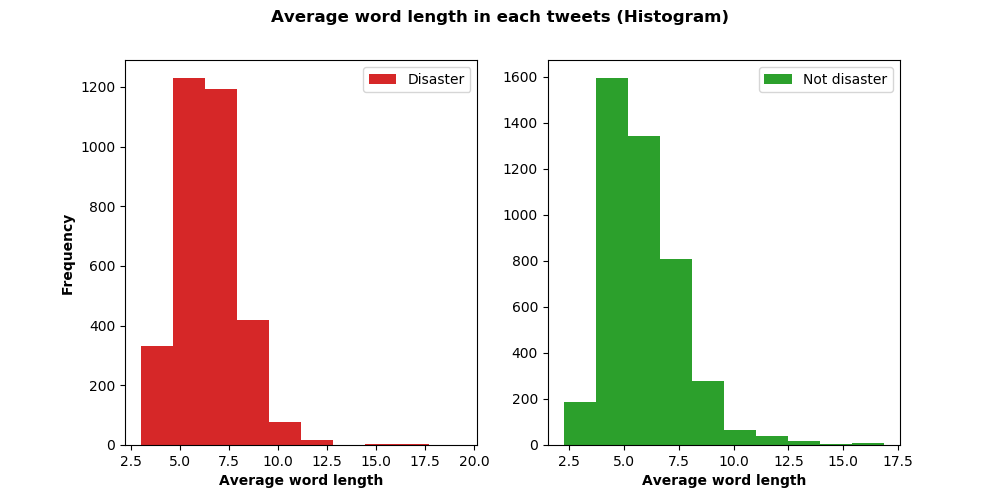 Average word length in each tweets (Histogram)
Disaster
1200
1000
800
600
400
200
0
Frequency
2.5 5.0 7.5 10.0 12.5 15.0 17.5 20.0
Average word length
Not disaster
1600
1400
1200
1000
800
600
400
200
0
2.5 5.0 7.5 10.0 12.5 15.0 17.5
Average word length